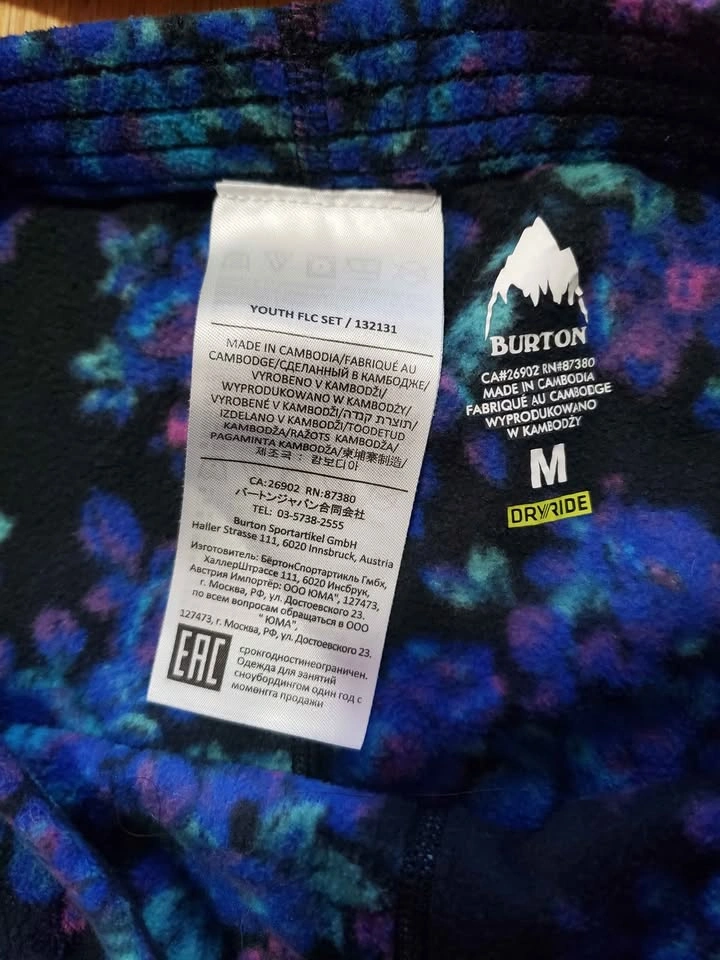 YOUTH FLC SET / 132131
MADE IN CAMBODIA/FABRIQUÉ AU
CAMBODGE/СДЕЛАННЫЙ В КАМБОДЖЕ/
VYROBENO V KAMBODŽI/
WYPRODUKOWANO W KAMBODŻY/
VYROBENÉ V KAMBODŽI/תוצרת קמבודיה/
IZDELANO V KAMBODŽI/TOODETUD
KAMBODŽA/RAŽOTS KAMBODŽA/
PAGAMINTA KAMBODŽA/柬埔寨制造/
제조국 : 캄보디아
CA:26902 RN:87380
バートンジャパン合同会社
TEL: 03-5738-2555
Burton Sportartikel GmbH
Haller Strasse 111, 6020 Innsbruck, Austria
Изготовитель: БёртонСпортартикль Гмбх,
ХаллерШтрассе 111, 6020 Инсбрук,
Австрия Импортёр: ООО ЮМА", 127473,
г. Москва, РФ, ул. Достоевского 23.
по всем вопросам обращаться в ООО
" ЮМА",
127473, г. Москва, РФ, ул. Достоевского 23.
EAC
срокгодностинеограничен.
Одежда для занятий
сноубордингом один год с
моментга продажи
BURTON
CA#26902 RN#87380
MADE IN CAMBODIA
FABRIQUÉ AU CAMBODGE
WYPRODUKOWANO
W KAMBODŻY
M
DRYRIDE